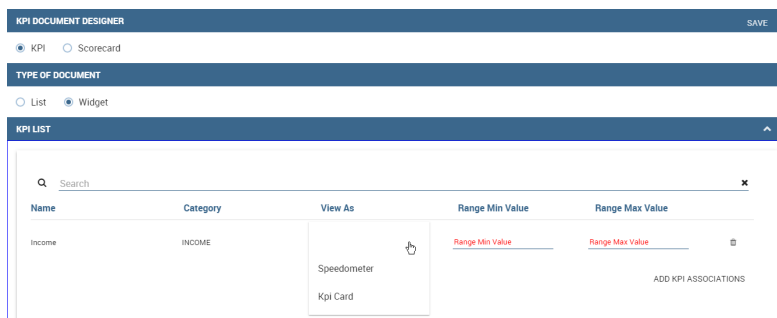 KPI DOCUMENT DESIGNER SAVE
KPI Scorecard
TYPE OF DOCUMENT
List Widget
KPI LIST
Search
Name Category View As Range Min Value Range Max Value
Income INCOME Range Min Value Range Max Value
Speedometer
ADD KPI ASSOCIATIONS
Kpi Card